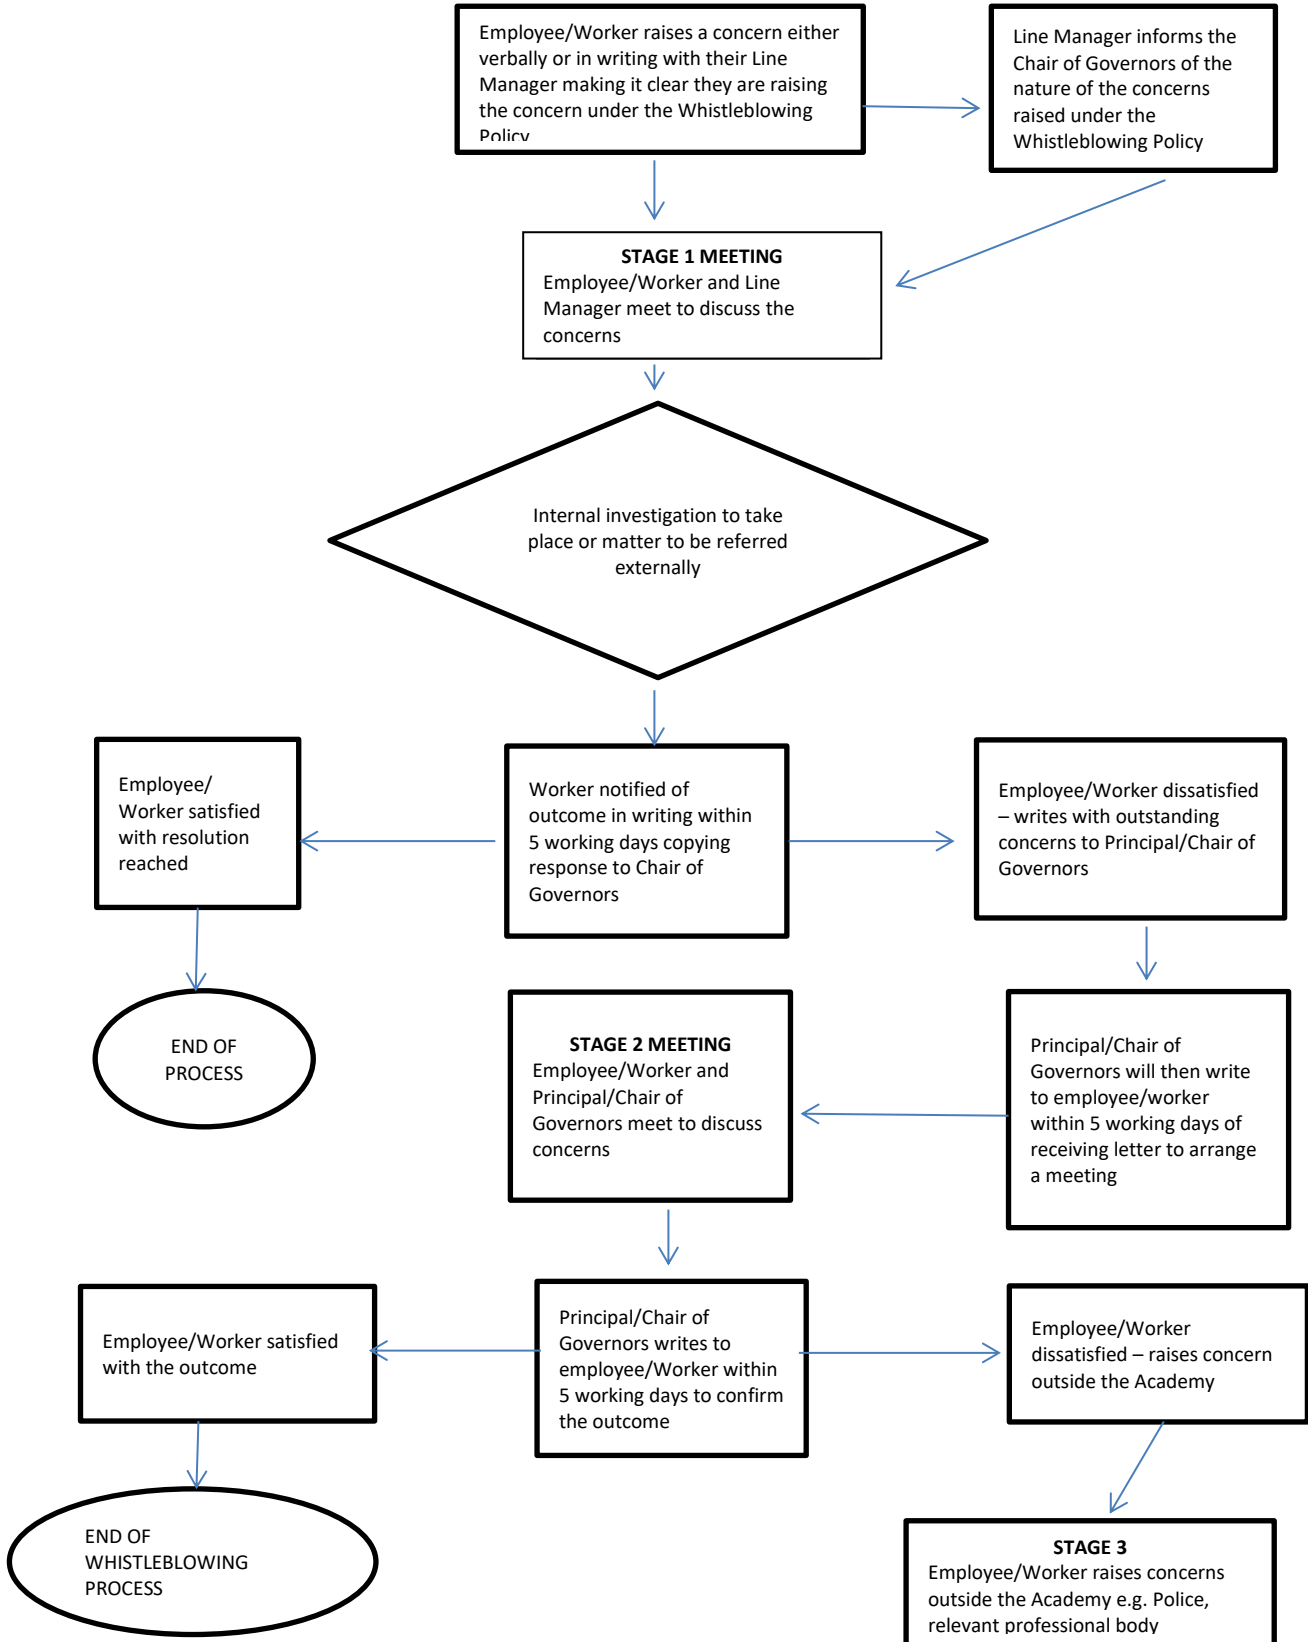 Employee/Worker raises a concern either
verbally or in writing with their Line
Manager making it clear they are raising
the concern under the Whistleblowing
Policy
Line Manager informs the
Chair of Governors of the
nature of the concerns
raised under the
Whistleblowing Policy
STAGE 1 MEETING
Employee/Worker and Line
Manager meet to discuss the
concerns
Internal investigation to take
place or matter to be referred
externally
Employee/
Worker satisfied
with resolution
reached
Worker notified of
outcome in writing within
5 working days copying
response to Chair of
Governors
Employee/Worker dissatisfied
– writes with outstanding
concerns to Principal/Chair of
Governors
END OF
PROCESS
STAGE 2 MEETING
Employee/Worker and
Principal/Chair of
Governors meet to discuss
concerns
Principal/Chair of
Governors will then write
to employee/worker
within 5 working days of
receiving letter to arrange
a meeting
Employee/Worker satisfied
with the outcome
Principal/Chair of
Governors writes to
employee/Worker within
5 working days to confirm
the outcome
Employee/Worker
dissatisfied – raises concern
outside the Academy
END OF
WHISTLEBLOWING
PROCESS
STAGE 3
Employee/Worker raises concerns
outside the Academy e.g. Police,
relevant professional body